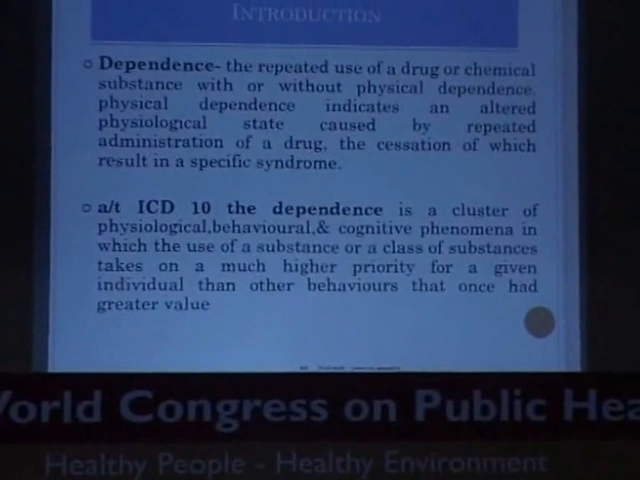 INTRODUCTION
Dependence- the repeated use of a drug or chemical
substance with or without physical dependence.
physical dependence indicates an altered
physiological state caused by repeated
administration of a drug, the cessation of which
result in a specific syndrome.
a/t ICD 10 the dependence is a cluster of
physiological,behavioural,& cognitive phenomena in
which the use of a substance or a class of substances
takes on a much higher priority for a given
individual than other behaviours that once had
greater value
World Congress on Public Hea
Healthy People - Healthy Environment